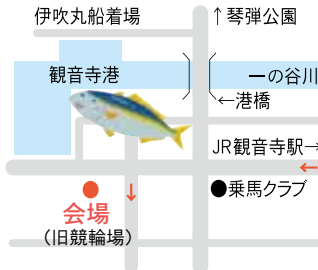 伊吹丸船着場
↑琴弾公園
観音寺港
一の谷川
←港橋
JR観音寺駅→
←
↓
●乗馬クラブ
会場
（旧競輪場）